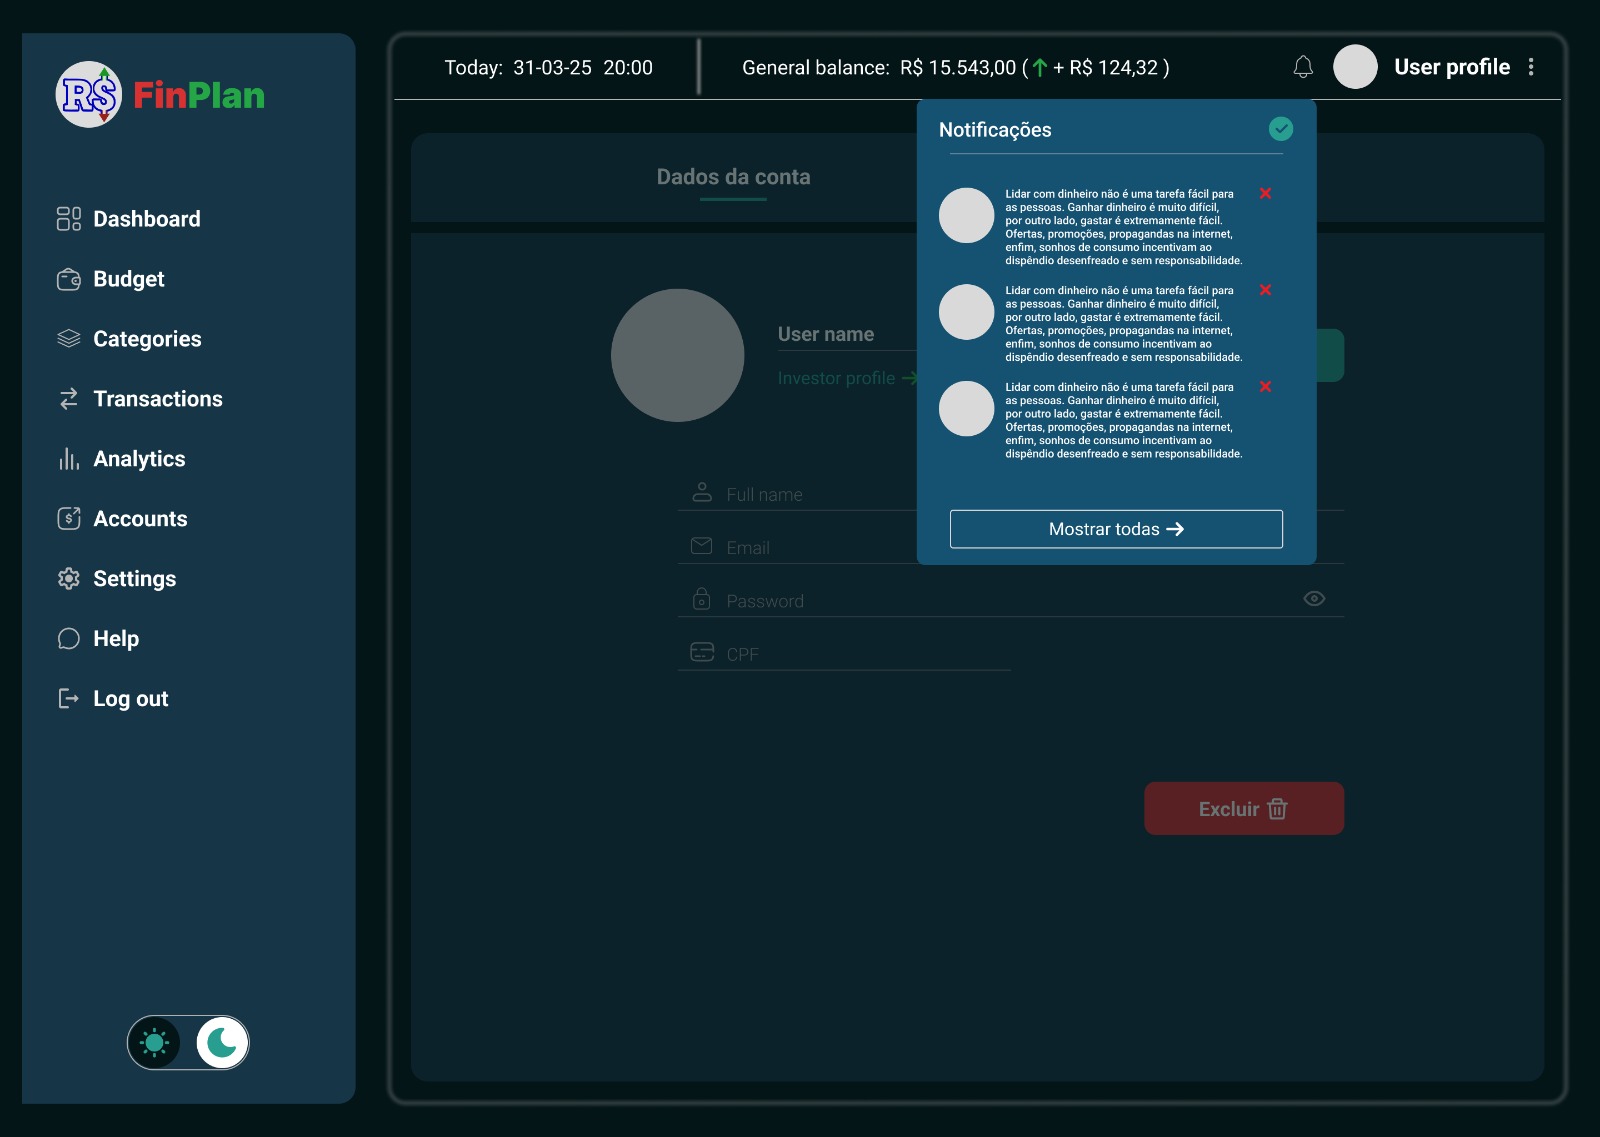 R$ FinPlan
Dashboard
Budget
Categories
Transactions
Analytics
Accounts
Settings
Help
Log out
Today: 31-03-25 20:00
General balance: R$ 15.543,00 ( ↑ + R$ 124,32 )
User profile
Dados da conta
User name
Investor profile →
Full name
Email
Password
CPF
Excluir
Notificações
Lidar com dinheiro não é uma tarefa fácil para
as pessoas. Ganhar dinheiro é muito difícil,
por outro lado, gastar é extremamente fácil.
Ofertas, promoções, propagandas na internet,
enfim, sonhos de consumo incentivam ao
dispêndio desenfreado e sem responsabilidade.
Lidar com dinheiro não é uma tarefa fácil para
as pessoas. Ganhar dinheiro é muito difícil,
por outro lado, gastar é extremamente fácil.
Ofertas, promoções, propagandas na internet,
enfim, sonhos de consumo incentivam ao
dispêndio desenfreado e sem responsabilidade.
Lidar com dinheiro não é uma tarefa fácil para
as pessoas. Ganhar dinheiro é muito difícil,
por outro lado, gastar é extremamente fácil.
Ofertas, promoções, propagandas na internet,
enfim, sonhos de consumo incentivam ao
dispêndio desenfreado e sem responsabilidade.
Mostrar todas →